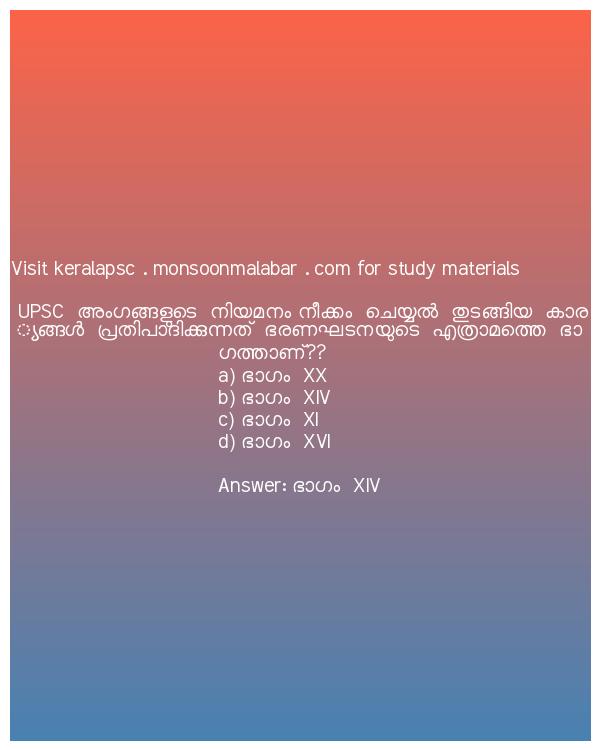 Visit keralapsc . monsoonmalabar . com for study materials
UPSC അംഗങ്ങളുടെ നിയമനം നീക്കം ചെയ്യൽ തുടങ്ങിയ കാര
്യങ്ങൾ പ്രതിപാദിക്കുന്നത് ഭരണഘടനയുടെ എത്രാമത്തെ ഭാ
ഗത്താണ്??
a) ഭാഗം XX
b) ഭാഗം XIV
c) ഭാഗം XI
d) ഭാഗം XVI
Answer: ഭാഗം XIV